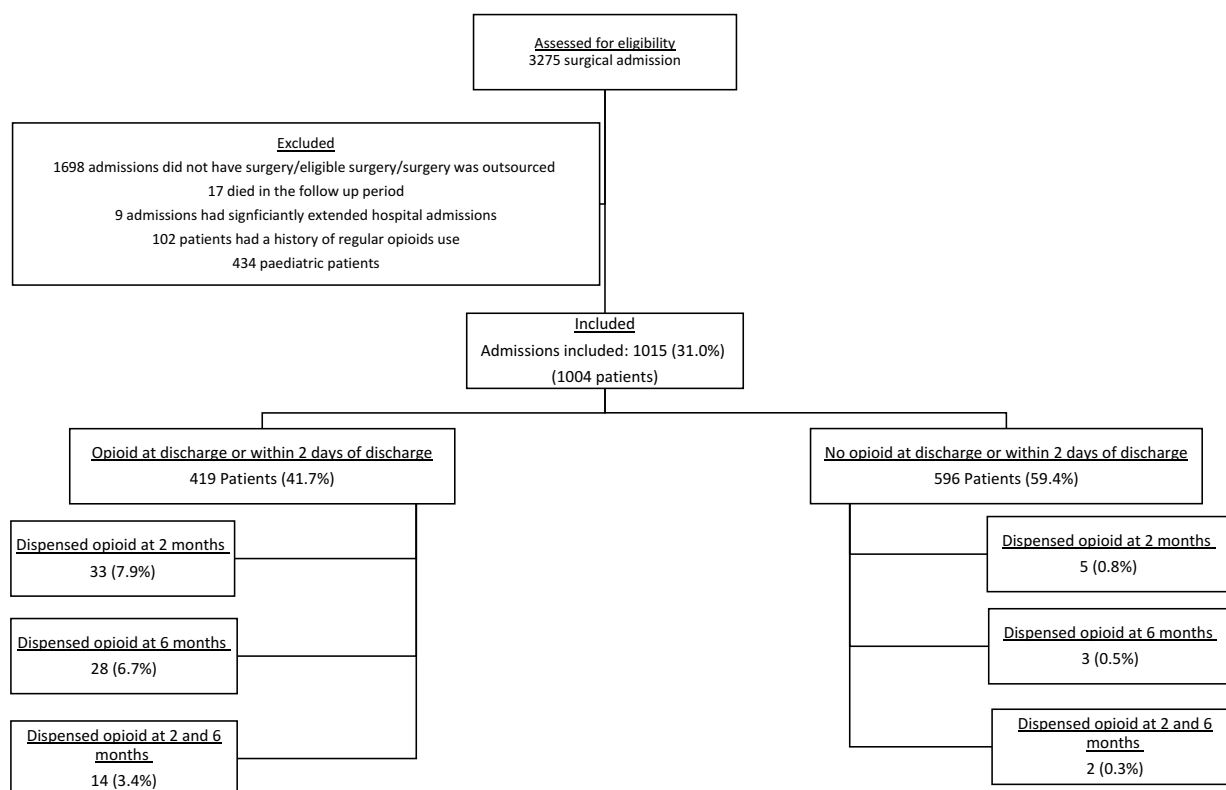 Assessed for eligibility
3275 surgical admission
Excluded
1698 admissions did not have surgery/eligible surgery/surgery was outsourced
17 died in the follow up period
9 admissions had signficiantly extended hospital admissions
102 patients had a history of regular opioids use
434 paediatric patients
Included
Admissions included: 1015 (31.0%)
(1004 patients)
Opioid at discharge or within 2 days of discharge
419 Patients (41.7%)
No opioid at discharge or within 2 days of discharge
596 Patients (59.4%)
Dispensed opioid at 2 months
33 (7.9%)
Dispensed opioid at 6 months
28 (6.7%)
Dispensed opioid at 2 and 6
months
14 (3.4%)
Dispensed opioid at 2 months
5 (0.8%)
Dispensed opioid at 6 months
3 (0.5%)
Dispensed opioid at 2 and 6
months
2 (0.3%)